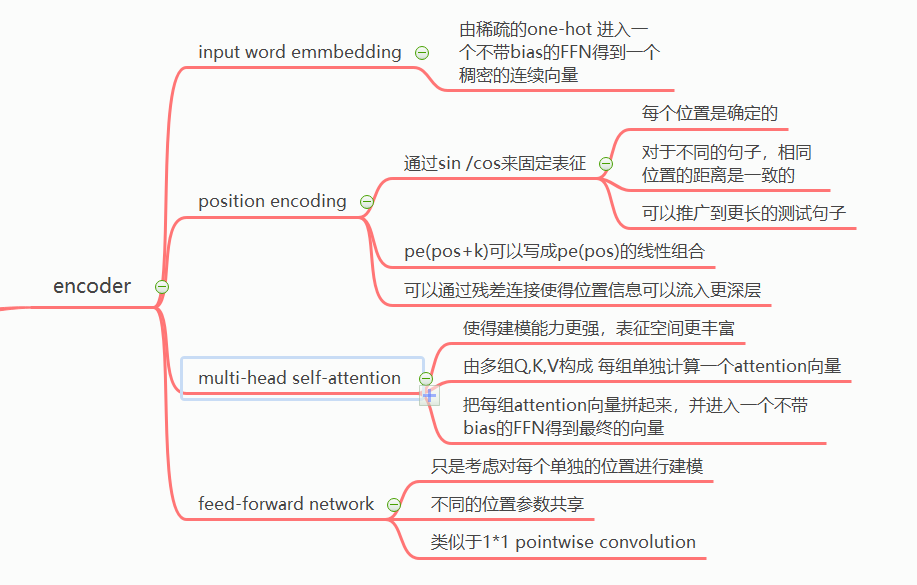 encoder
input word emmbedding
由稀疏的one-hot 进入一
个不带bias的FFN得到一个
稠密的连续向量
position encoding
通过sin /cos来固定表征
每个位置是确定的
对于不同的句子，相同
位置的距离是一致的
可以推广到更长的测试句子
pe(pos+k)可以写成pe(pos)的线性组合
可以通过残差连接使得位置信息可以流入更深层
multi-head self-attention
使得建模能力更强，表征空间更丰富
由多组Q,K,V构成 每组单独计算一个attention向量
把每组attention向量拼起来，并进入一个不带
bias的FFN得到最终的向量
feed-forward network
只是考虑对每个单独的位置进行建模
不同的位置参数共享
类似于1*1 pointwise convolution